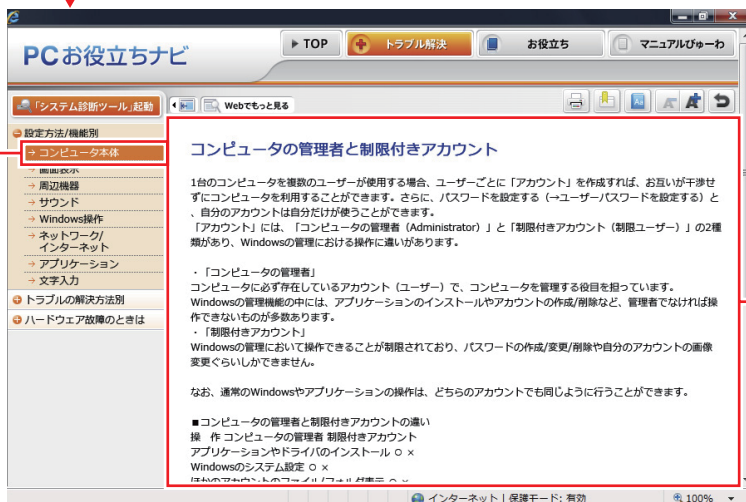 PCお役立ちナビ
TOP
トラブル解決
お役立ち
マニュアルびゅーわ
「システム診断ツール」起動
Webでもっと見る
設定方法/機能別
→ コンピュータ本体
→ 画面表示
→ 周辺機器
→ サウンド
→ Windows操作
→ ネットワーク/
インターネット
→ アプリケーション
→ 文字入力
トラブルの解決方法別
ハードウェア故障のときは
コンピュータの管理者と制限付きアカウント
1台のコンピュータを複数のユーザーが使用する場合、ユーザーごとに「アカウント」を作成すれば、お互いが干渉せ
ずにコンピュータを利用することができます。さらに、パスワードを設定する（→ユーザーパスワードを設定する）と
、自分のアカウントは自分だけが使うことができます。
「アカウント」には、「コンピュータの管理者（Administrator）」と「制限付きアカウント（制限ユーザー）」の2種
類があり、Windowsの管理における操作に違いがあります。
・「コンピュータの管理者」
コンピュータに必ず存在しているアカウント（ユーザー）で、コンピュータを管理する役目を担っています。
Windowsの管理機能の中には、アプリケーションのインストールやアカウントの作成/削除など、管理者でなければ操
作できないものが多数あります。
・「制限付きアカウント」
Windowsの管理において操作できることが制限されており、パスワードの作成/変更/削除や自分のアカウントの画像
変更ぐらいしかできません。
なお、通常のWindowsやアプリケーションの操作は、どちらのアカウントでも同じように行うことができます。
■コンピュータの管理者と制限付きアカウントの違い
操　作 コンピュータの管理者 制限付きアカウント
アプリケーションやドライバのインストール ○ ×
Windowsのシステム設定 ○ ×
ほかのアカウントのファイル/フォルダ表示 ○ ×
インターネット | 保護モード: 有効
100%